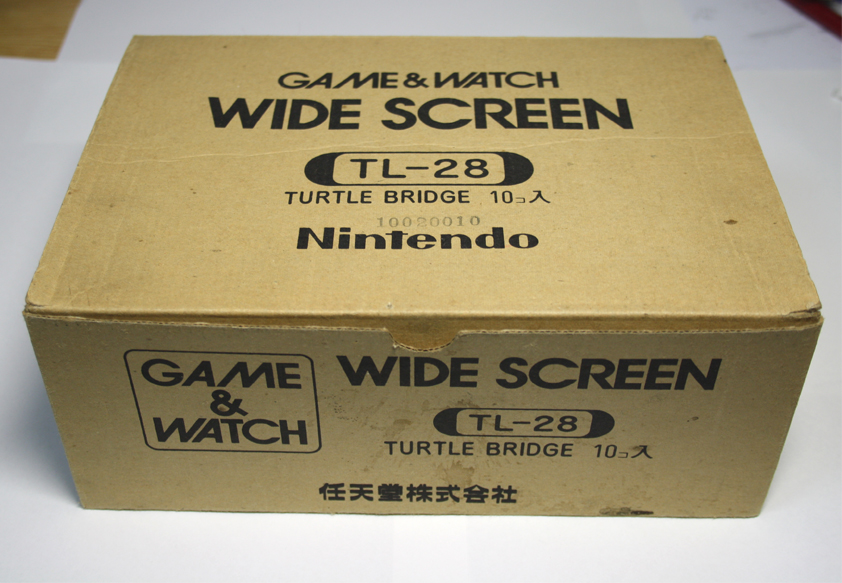 GAME & WATCH
WIDE SCREEN
TL-28
TURTLE BRIDGE 10コ入
10020010
Nintendo
GAME
&
WATCH
WIDE SCREEN
TL-28
TURTLE BRIDGE 10コ入
任天堂株式会社